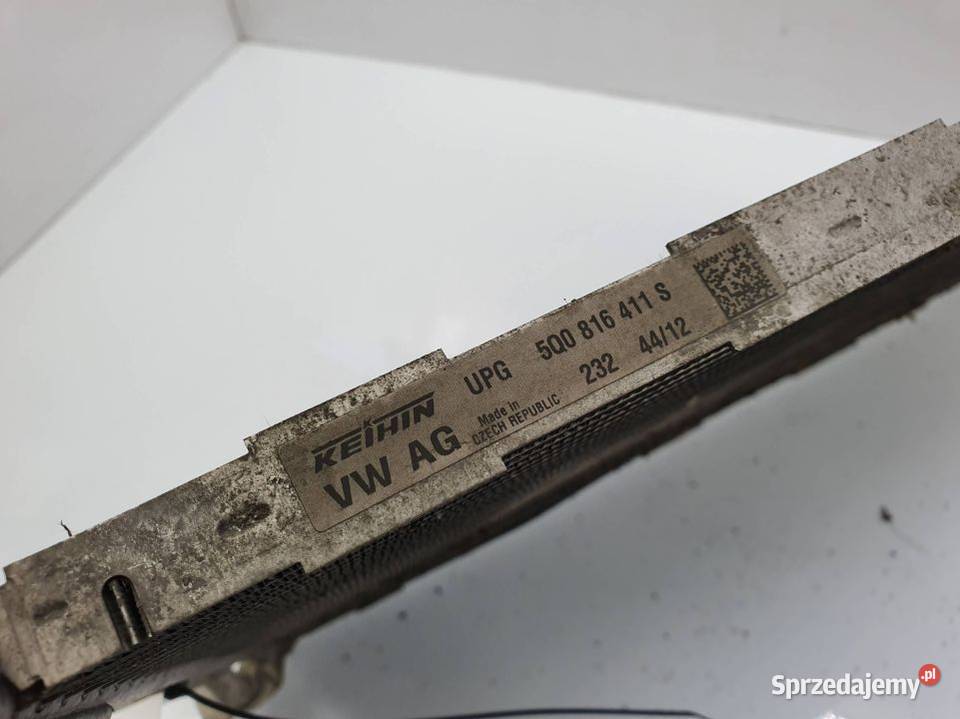 KEIHIN UPG 5Q0 816 411 S
VW AG Made in
CZECH REPUBLIC 232 44/12
Sprzedajemy.pl